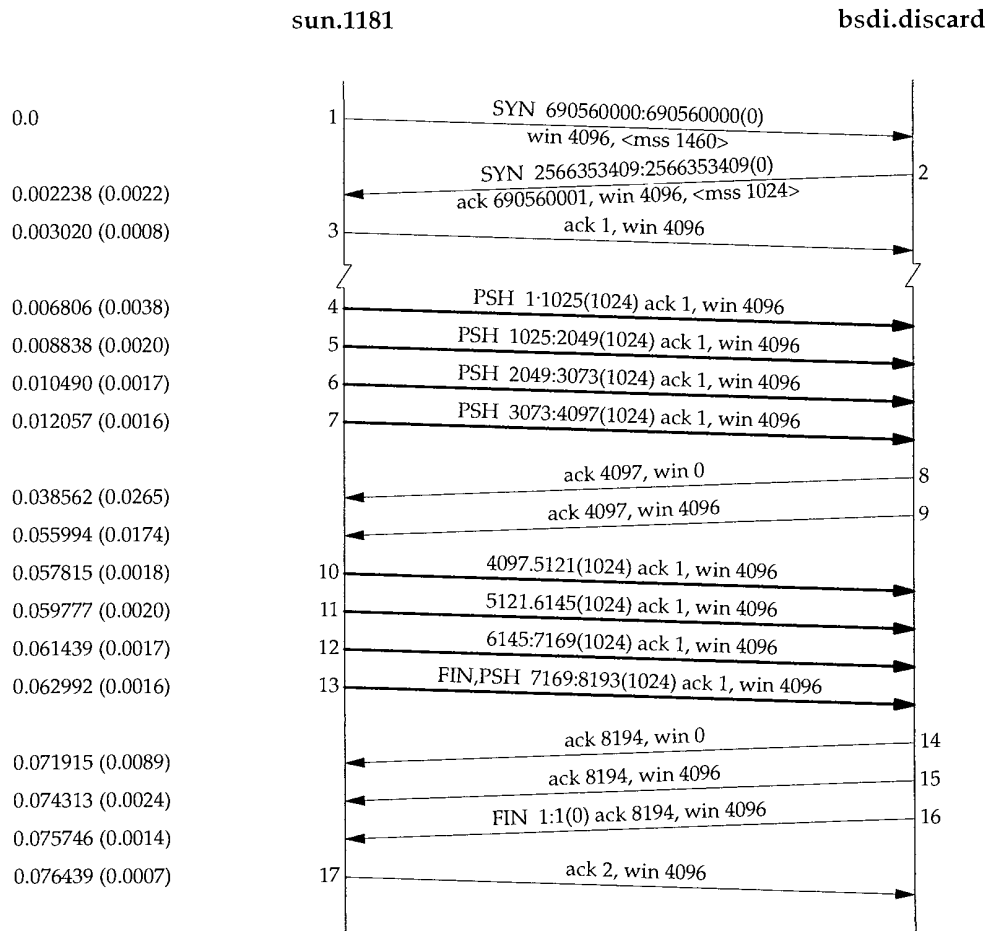 sun.1181 bsdi.discard
0.0 1 SYN 690560000:690560000(0)
win 4096, <mss 1460>
SYN 2566353409:2566353409(0) 2
0.002238 (0.0022) ack 690560001, win 4096, <mss 1024>
0.003020 (0.0008) 3 ack 1, win 4096
0.006806 (0.0038) 4 PSH 1·1025(1024) ack 1, win 4096
0.008838 (0.0020) 5 PSH 1025:2049(1024) ack 1, win 4096
0.010490 (0.0017) 6 PSH 2049:3073(1024) ack 1, win 4096
0.012057 (0.0016) 7 PSH 3073:4097(1024) ack 1, win 4096
ack 4097, win 0 8
0.038562 (0.0265)
ack 4097, win 4096 9
0.055994 (0.0174)
0.057815 (0.0018) 10 4097.5121(1024) ack 1, win 4096
0.059777 (0.0020) 11 5121.6145(1024) ack 1, win 4096
0.061439 (0.0017) 12 6145:7169(1024) ack 1, win 4096
0.062992 (0.0016) 13 FIN,PSH 7169:8193(1024) ack 1, win 4096
ack 8194, win 0 14
0.071915 (0.0089)
ack 8194, win 4096 15
0.074313 (0.0024)
FIN 1:1(0) ack 8194, win 4096 16
0.075746 (0.0014)
0.076439 (0.0007) 17 ack 2, win 4096